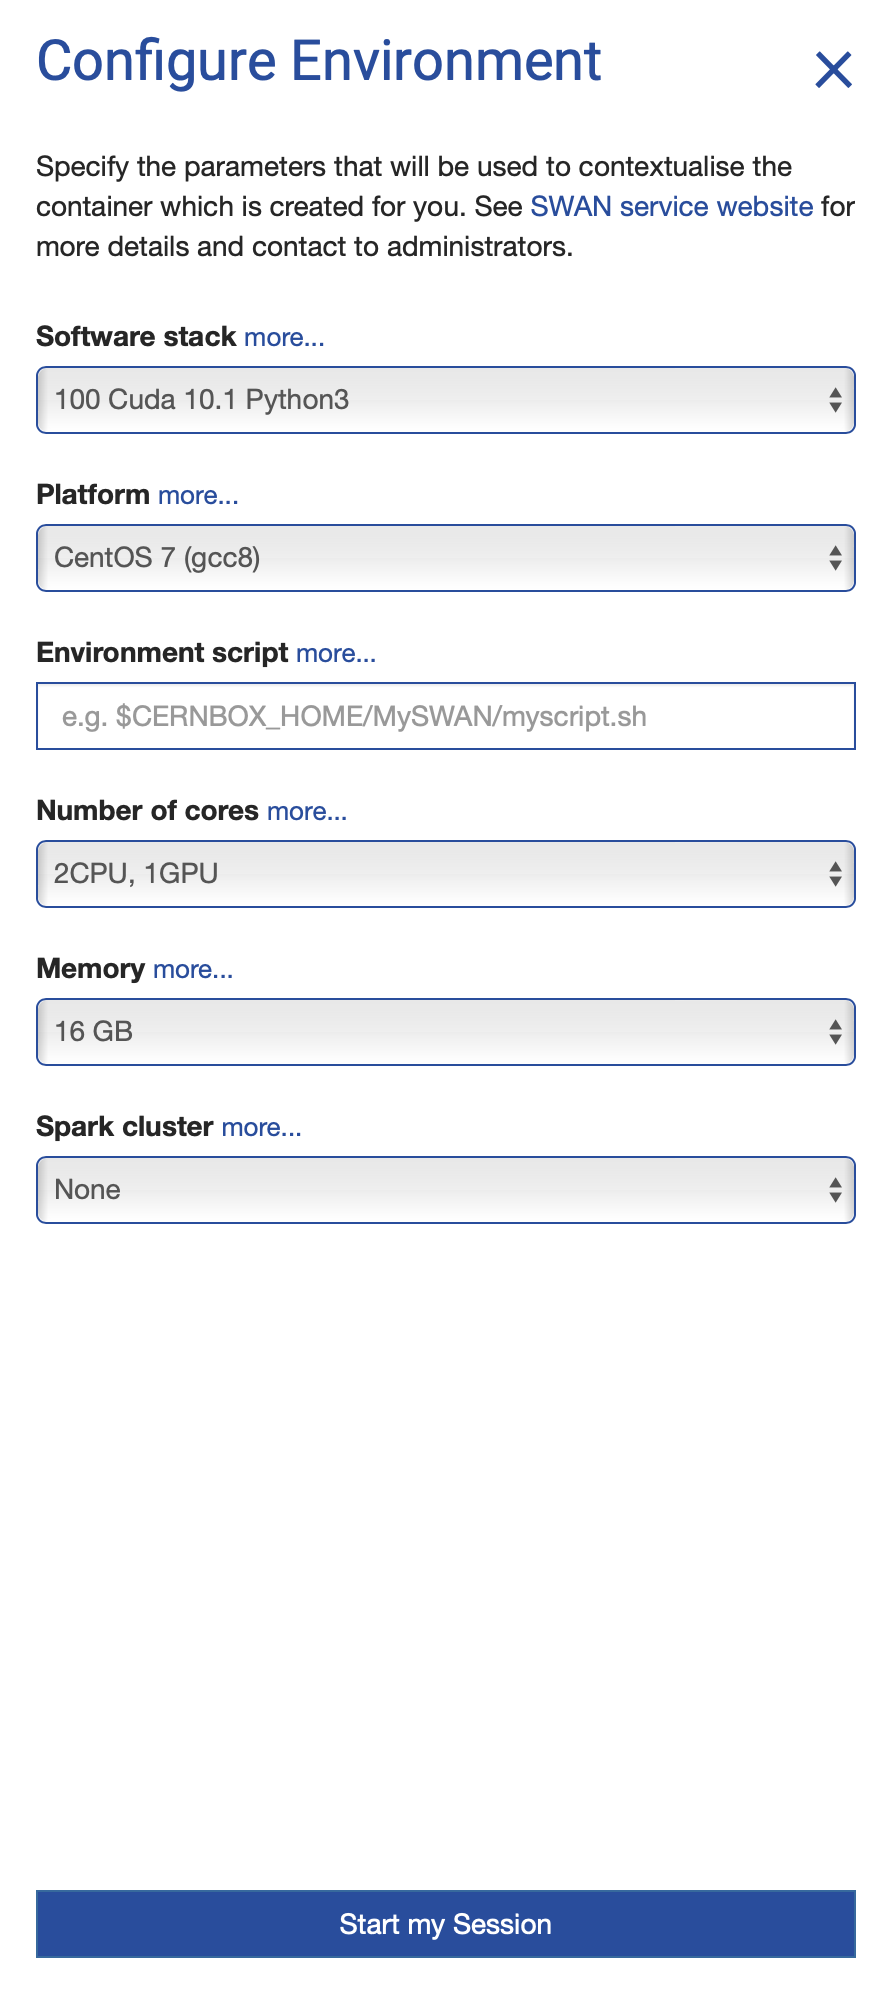 Configure Environment
Specify the parameters that will be used to contextualise the
container which is created for you. See SWAN service website for
more details and contact to administrators.
Software stack more...
100 Cuda 10.1 Python3
Platform more...
CentOS 7 (gcc8)
Environment script more...
e.g. $CERNBOX_HOME/MySWAN/myscript.sh
Number of cores more...
2CPU, 1GPU
Memory more...
16 GB
Spark cluster more...
None
Start my Session